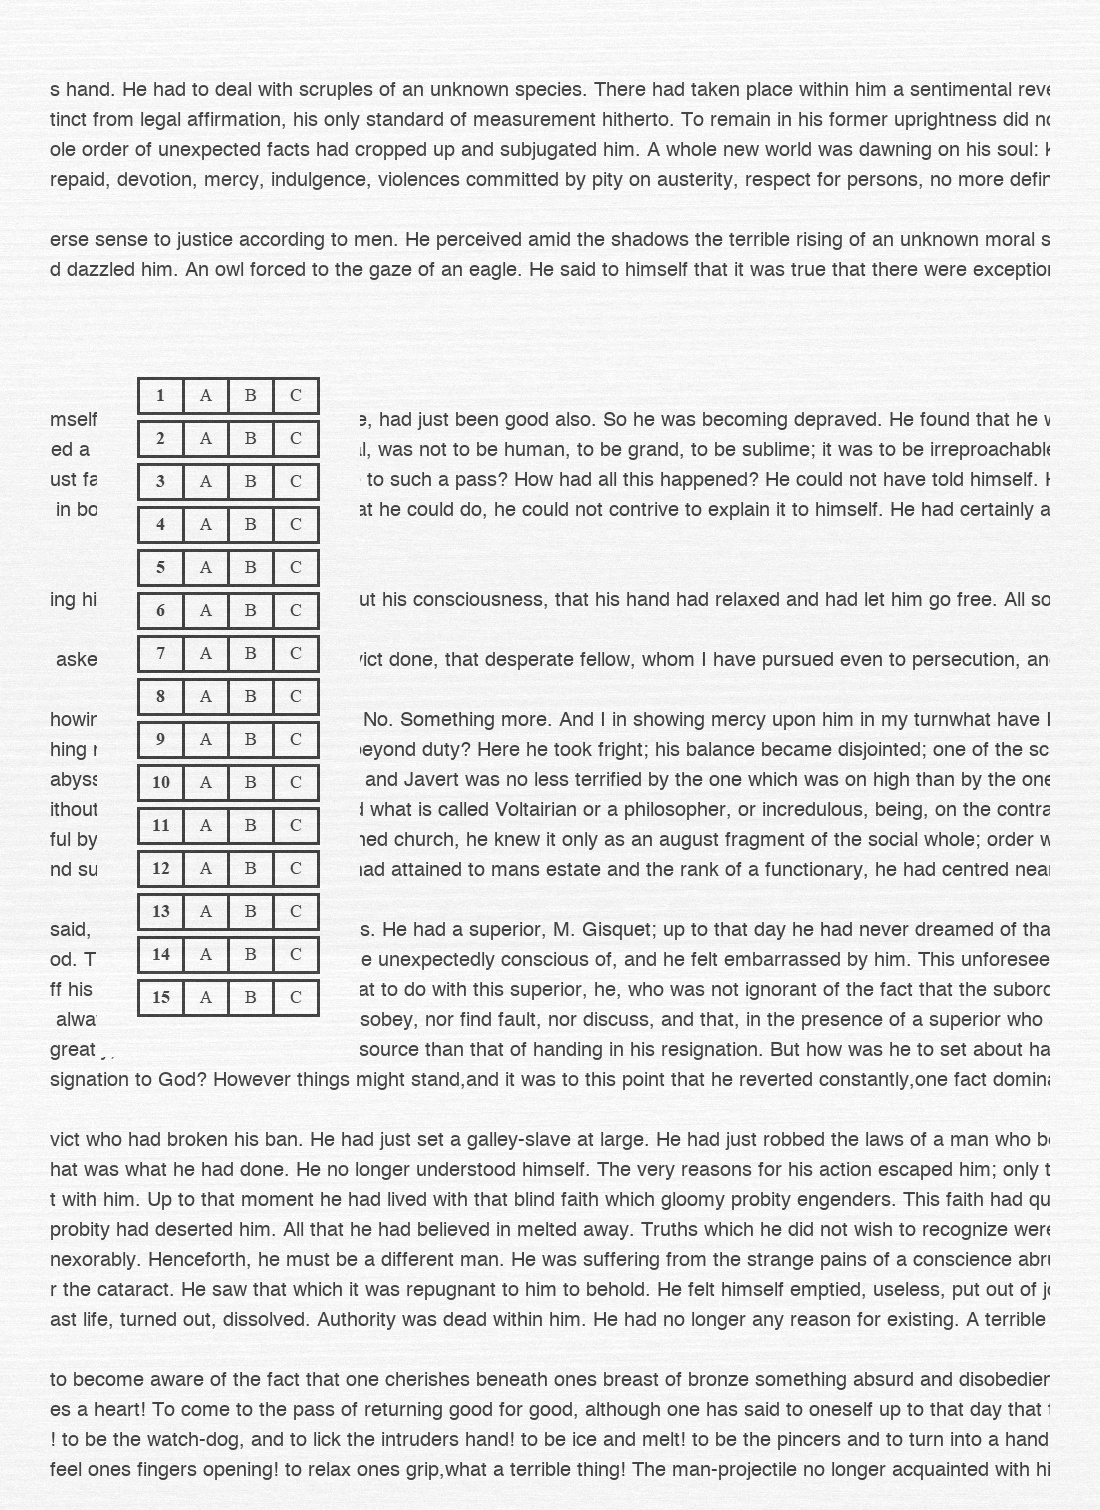 s hand. He had to deal with scruples of an unknown species. There had taken place within him a sentimental reve
tinct from legal affirmation, his only standard of measurement hitherto. To remain in his former uprightness did no
ole order of unexpected facts had cropped up and subjugated him. A whole new world was dawning on his soul: k
repaid, devotion, mercy, indulgence, violences committed by pity on austerity, respect for persons, no more defin
erse sense to justice according to men. He perceived amid the shadows the terrible rising of an unknown moral s
d dazzled him. An owl forced to the gaze of an eagle. He said to himself that it was true that there were exception
1 A B C
2 A B C
3 A B C
4 A B C
5 A B C
6 A B C
7 A B C
8 A B C
9 A B C
10 A B C
11 A B C
12 A B C
13 A B C
14 A B C
15 A B C
mself e, had just been good also. So he was becoming depraved. He found that he w
ed a l, was not to be human, to be grand, to be sublime; it was to be irreproachable
ust fa to such a pass? How had all this happened? He could not have told himself. H
in bo at he could do, he could not contrive to explain it to himself. He had certainly a
ing hi ut his consciousness, that his hand had relaxed and had let him go free. All so
aske vict done, that desperate fellow, whom I have pursued even to persecution, an
howin No. Something more. And I in showing mercy upon him in my turnwhat have I
hing beyond duty? Here he took fright; his balance became disjointed; one of the sc
abyss and Javert was no less terrified by the one which was on high than by the one
ithout d what is called Voltairian or a philosopher, or incredulous, being, on the contra
ful by hed church, he knew it only as an august fragment of the social whole; order w
nd su had attained to mans estate and the rank of a functionary, he had centred near
said, s. He had a superior, M. Gisquet; up to that day he had never dreamed of tha
od. T e unexpectedly conscious of, and he felt embarrassed by him. This unforesee
ff his at to do with this superior, he, who was not ignorant of the fact that the subord
alwa sobey, nor find fault, nor discuss, and that, in the presence of a superior who
great source than that of handing in his resignation. But how was he to set about ha
signation to God? However things might stand,and it was to this point that he reverted constantly,one fact domina
vict who had broken his ban. He had just set a galley-slave at large. He had just robbed the laws of a man who be
hat was what he had done. He no longer understood himself. The very reasons for his action escaped him; only t
t with him. Up to that moment he had lived with that blind faith which gloomy probity engenders. This faith had qu
probity had deserted him. All that he had believed in melted away. Truths which he did not wish to recognize were
nexorably. Henceforth, he must be a different man. He was suffering from the strange pains of a conscience abru
r the cataract. He saw that which it was repugnant to him to behold. He felt himself emptied, useless, put out of jo
ast life, turned out, dissolved. Authority was dead within him. He had no longer any reason for existing. A terrible
to become aware of the fact that one cherishes beneath ones breast of bronze something absurd and disobedien
es a heart! To come to the pass of returning good for good, although one has said to oneself up to that day that t
! to be the watch-dog, and to lick the intruders hand! to be ice and melt! to be the pincers and to turn into a hand
feel ones fingers opening! to relax ones grip,what a terrible thing! The man-projectile no longer acquainted with hi